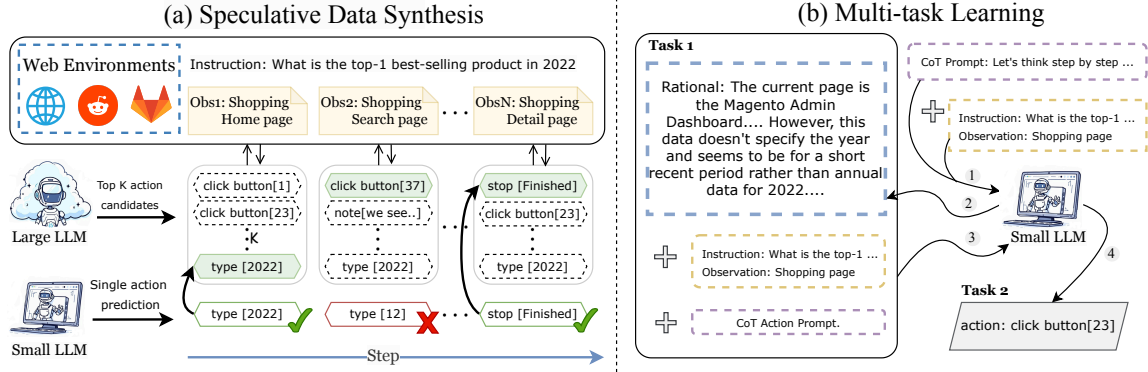 (a) Speculative Data Synthesis
Web Environments
Instruction: What is the top-1 best-selling product in 2022
Obs1: Shopping
Home page
Obs2: Shopping
Search page
. . .
ObsN: Shopping
Detail page
Large LLM
Top K action
candidates
click button[1]
click button[23]
K
type [2022]
click button[37]
note[we see..]
type [2022]
stop [Finished]
click button[23]
type [2022]
Small LLM
Single action
prediction
type [2022]
type [12]
. . .
stop [Finished]
Step
(b) Multi-task Learning
Task 1
Rational: The current page is
the Magento Admin
Dashboard.... However, this
data doesn't specify the year
and seems to be for a short
recent period rather than annual
data for 2022....
Instruction: What is the top-1 ...
Observation: Shopping page
CoT Action Prompt.
CoT Prompt: Let's think step by step ...
Instruction: What is the top-1 ...
Observation: Shopping page
1
2
3
4
Small LLM
Task 2
action: click button[23]